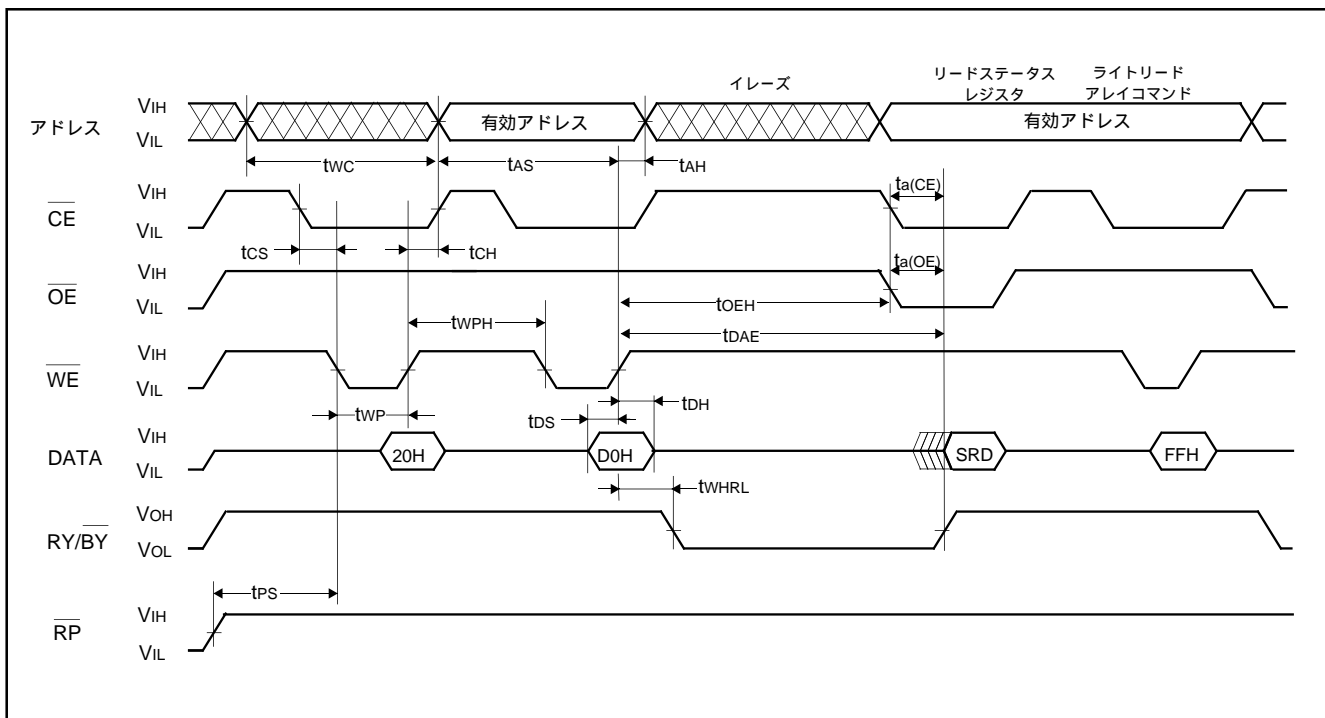 イレーズ
リードステータス
レジスタ
ライトリード
アレイコマンド
アドレス
VIH
VIL
有効アドレス
有効アドレス
tWC
tAS
tAH
CE
VIH
VIL
ta(CE)
tCS
tCH
OE
VIH
VIL
ta(OE)
tOEH
tWPH
tDAE
WE
VIH
VIL
tWP
tDS
tDH
DATA
VIH
VIL
20H
D0H
SRD
FFH
tWHRL
RY/BY
VOH
VOL
tPS
RP
VIH
VIL